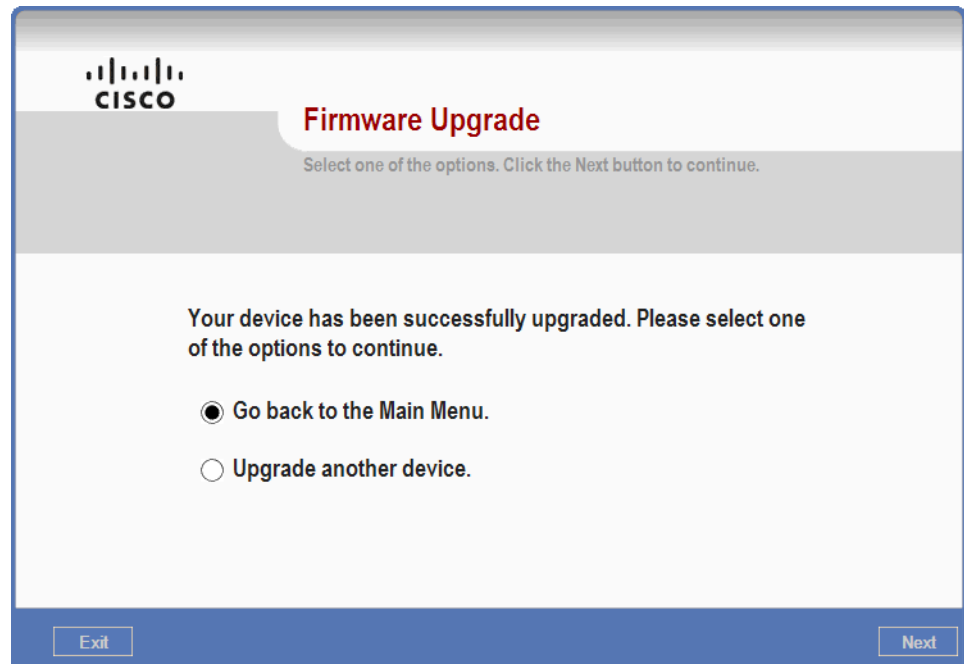 CISCO
Firmware Upgrade
Select one of the options. Click the Next button to continue.
Your device has been successfully upgraded. Please select one
of the options to continue.
Go back to the Main Menu.
Upgrade another device.
Exit
Next